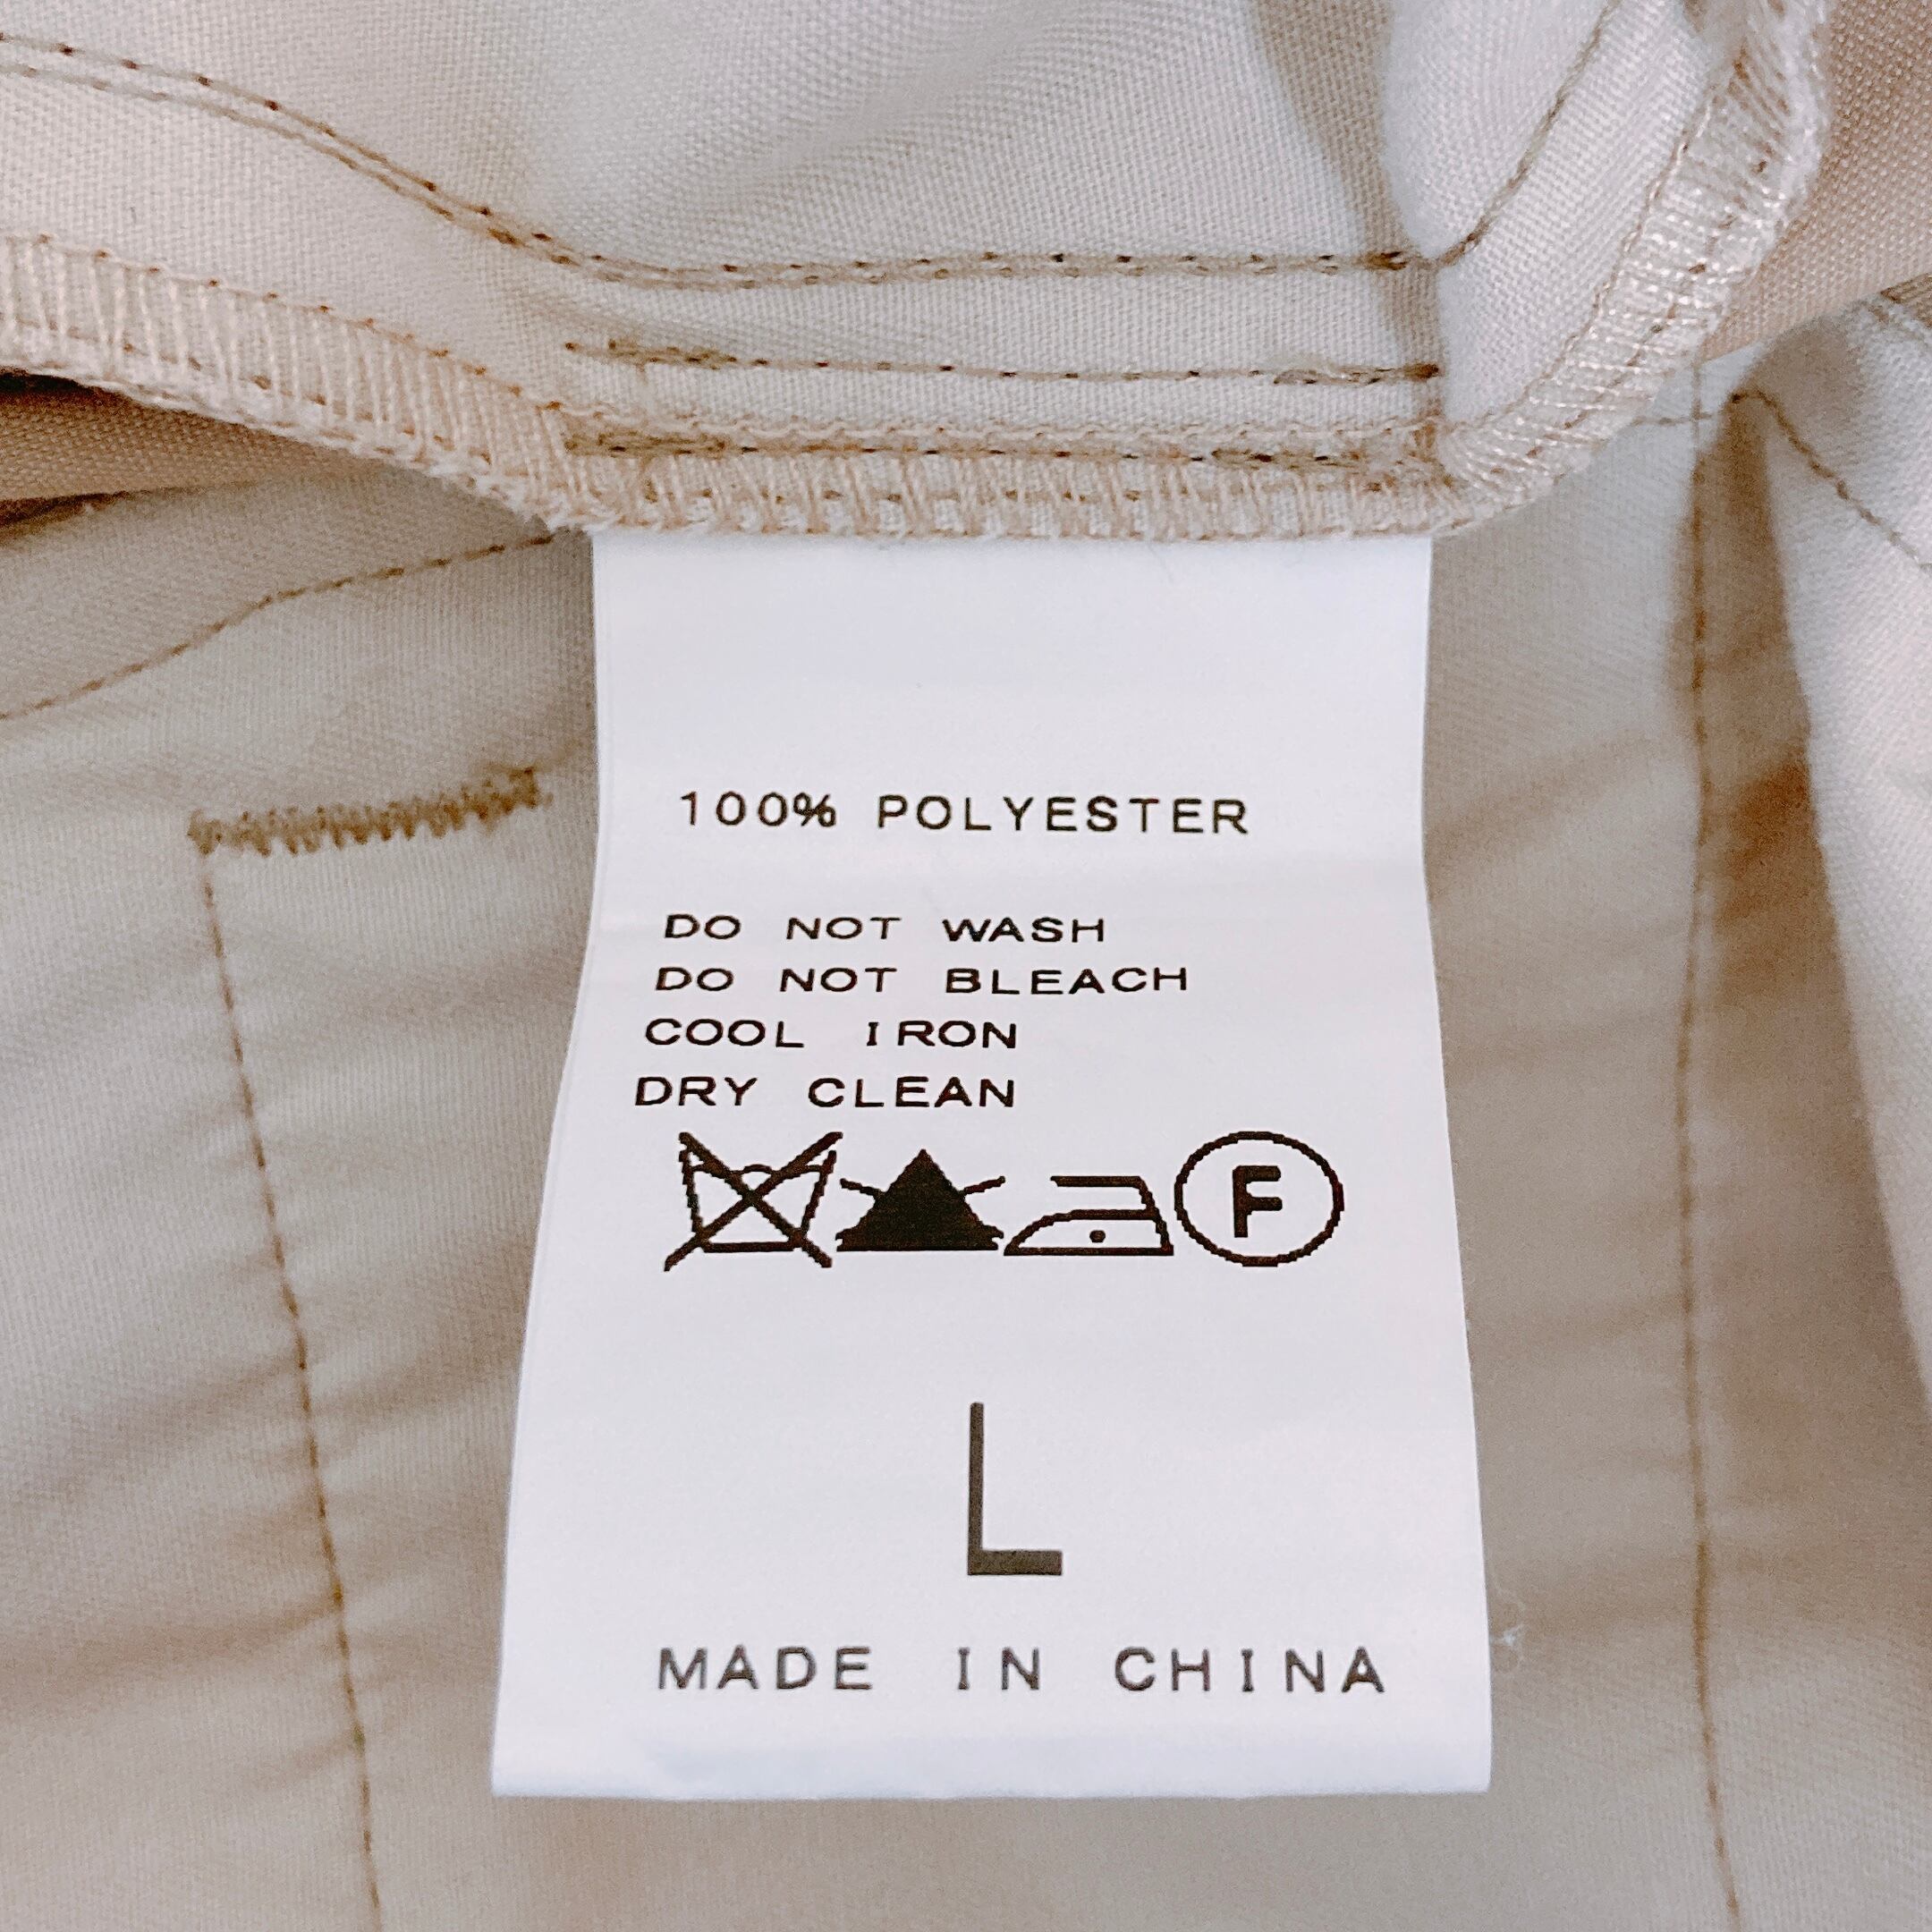 100% POLYESTER
DO NOT WASH
DO NOT BLEACH
COOL IRON
DRY CLEAN
F
L
MADE IN CHINA